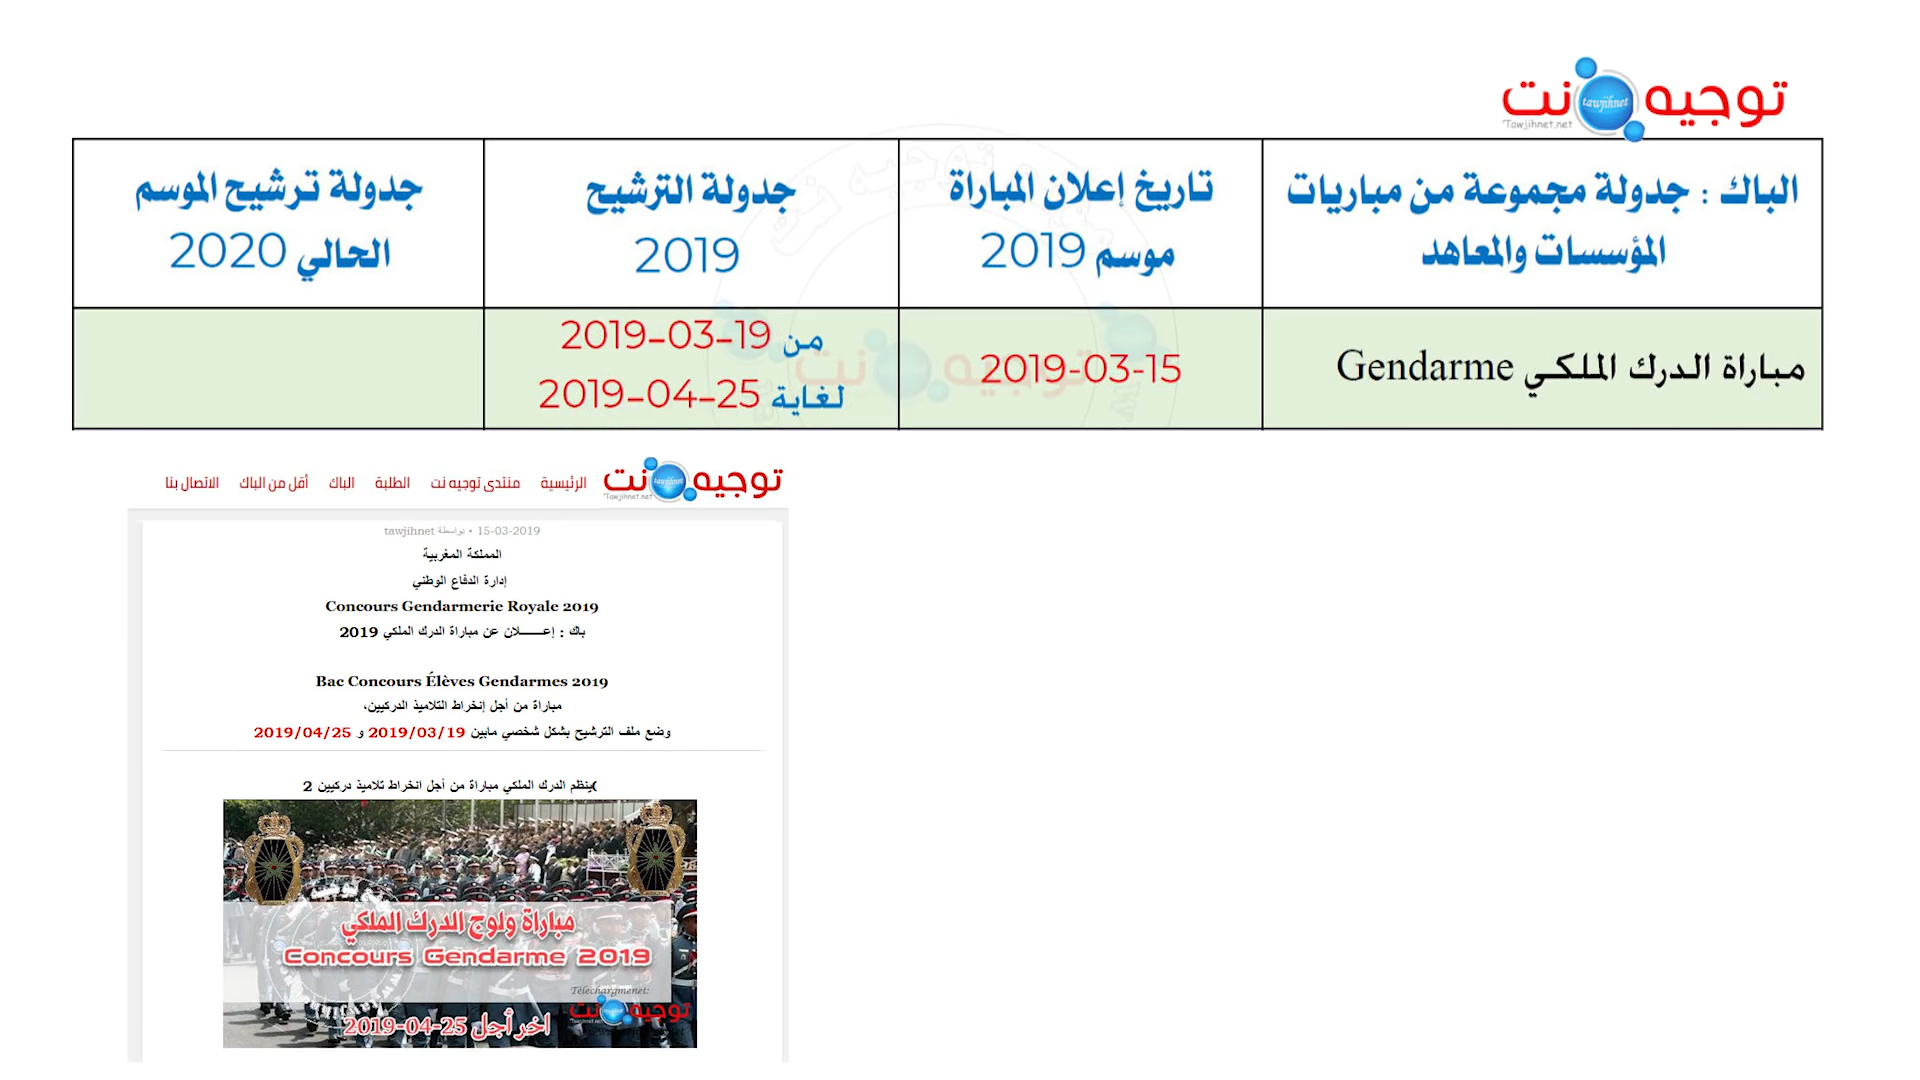 توجيه نت
tawjihnet
Tawjihnet.net
الباك : جدولة مجموعة من مباريات
المؤسسات والمعاهد
تاريخ إعلان المباراة
موسم 2019
جدولة الترشيح
2019
جدولة ترشيح الموسم
الحالي 2020
مباراة الدرك الملكي Gendarme
2019-03-15
من 19-03-2019
لغاية 25-04-2019
توجيه نت
tawjihnet
Tawjihnet.net
الرئيسية
منتدى توجيه نت
الطلبة
الباك
أقل من الباك
الاتصال بنا
15-03-2019 • بواسطة tawjihnet
المملكة المغربية
إدارة الدفاع الوطني
Concours Gendarmerie Royale 2019
باك : إعـــــلان عن مباراة الدرك الملكي 2019
Bac Concours Élèves Gendarmes 2019
مباراة من أجل إنخراط التلاميذ الدركيين،
وضع ملف الترشيح بشكل شخصي مابين 2019/03/19 و 2019/04/25
ينظم الدرك الملكي مباراة من أجل انخراط تلاميذ دركيين 2)
مباراة ولوج الدرك الملكي
Concours Gendarme 2019
Téléchargmenet:
توجيه نت
اخر أجل 25-04-2019